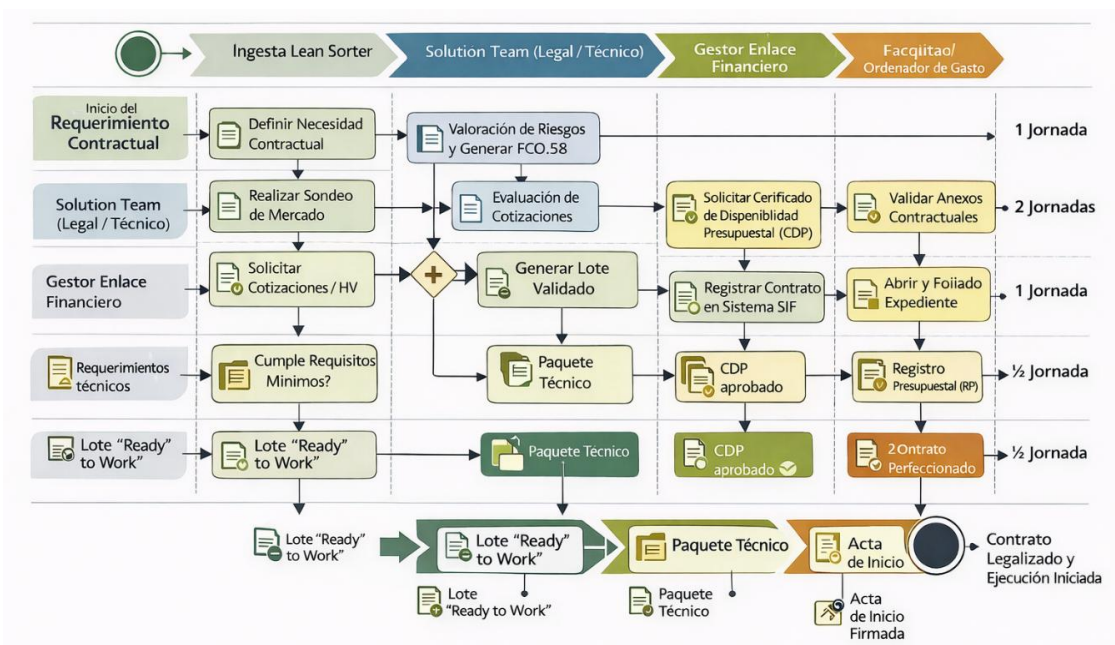 Ingesta Lean Sorter
Solution Team (Legal / Técnico)
Gestor Enlace
Financiero
Facqlitao/
Ordenador de Gasto
Inicio del
Requerimiento
Contractual
Definir Necesidad
Contractual
Valoración de Riesgos
y Generar FCO.58
1 Jornada
Solution Team
(Legal / Técnico)
Realizar Sondeo
de Mercado
Evaluación de
Cotizaciones
Solicitar Cerificado
de Dispeniblidad
Presupuestal (CDP)
Validar Anexos
Contractuales
2 Jornadas
Gestor Enlace
Financiero
Solicitar
Cotizaciones / HV
+
Generar Lote
Validado
Registrar Contrato
en Sistema SIF
Abrir y Foiiado
Expediente
1 Jornada
Requerimíentos
técnicos
Cumple Requisitos
Minimos?
Paquete
Técnico
CDP
aprobado
Registro
Presupuestal (RP)
½ Jornada
Lote "Ready"
to Work"
Lote "Ready"
to Work"
Paquete Técnico
CDP
aprobado
2Ontrato
Perfeccionado
½ Jornada
Lote "Ready"
to Work"
Lote "Ready"
to Work"
Paquete Técnico
Acta
de Inicio
Contrato
Legalizado y
Ejecución Iniciada
Lote
"Ready to Work"
Paquete
Técnico
Acta
de Inicio
Firmada